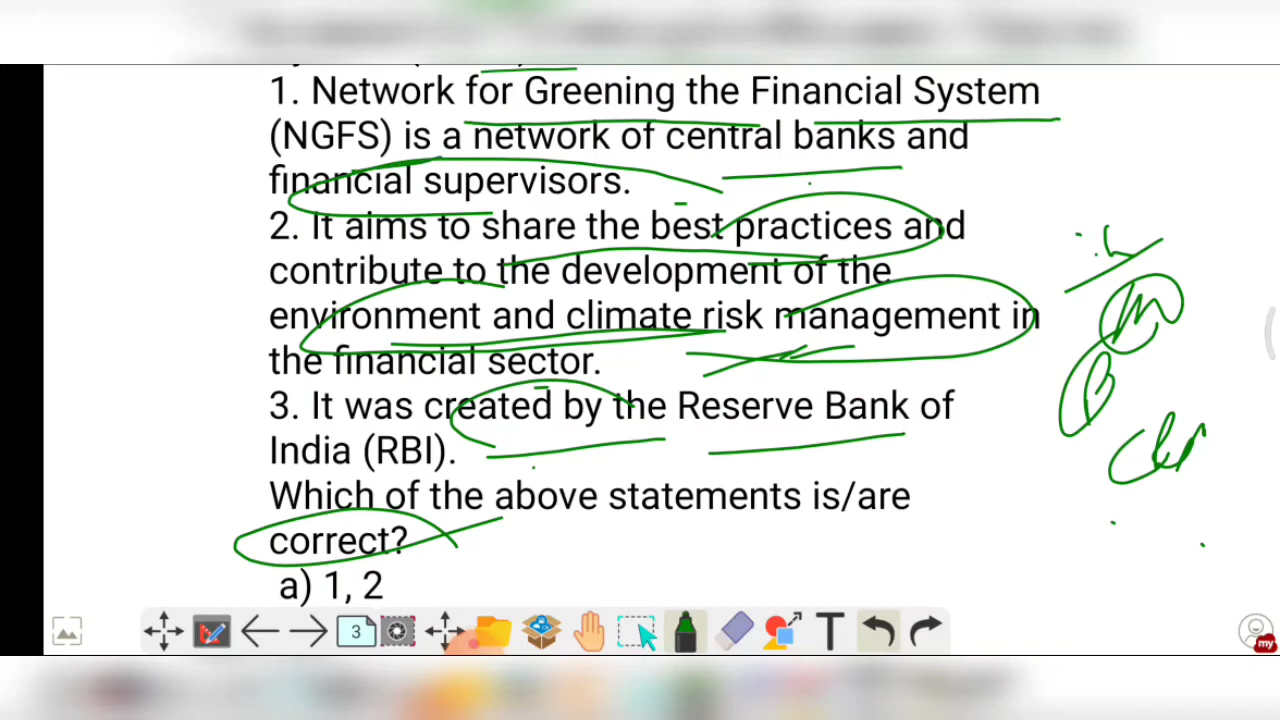 1. Network for Greening the Financial System
(NGFS) is a network of central banks and
financial supervisors.
2. It aims to share the best practices and
contribute to the development of the
environment and climate risk management in
the financial sector.
3. It was created by the Reserve Bank of
India (RBI).
Which of the above statements is/are
correct?
a) 1, 2
3
T
my